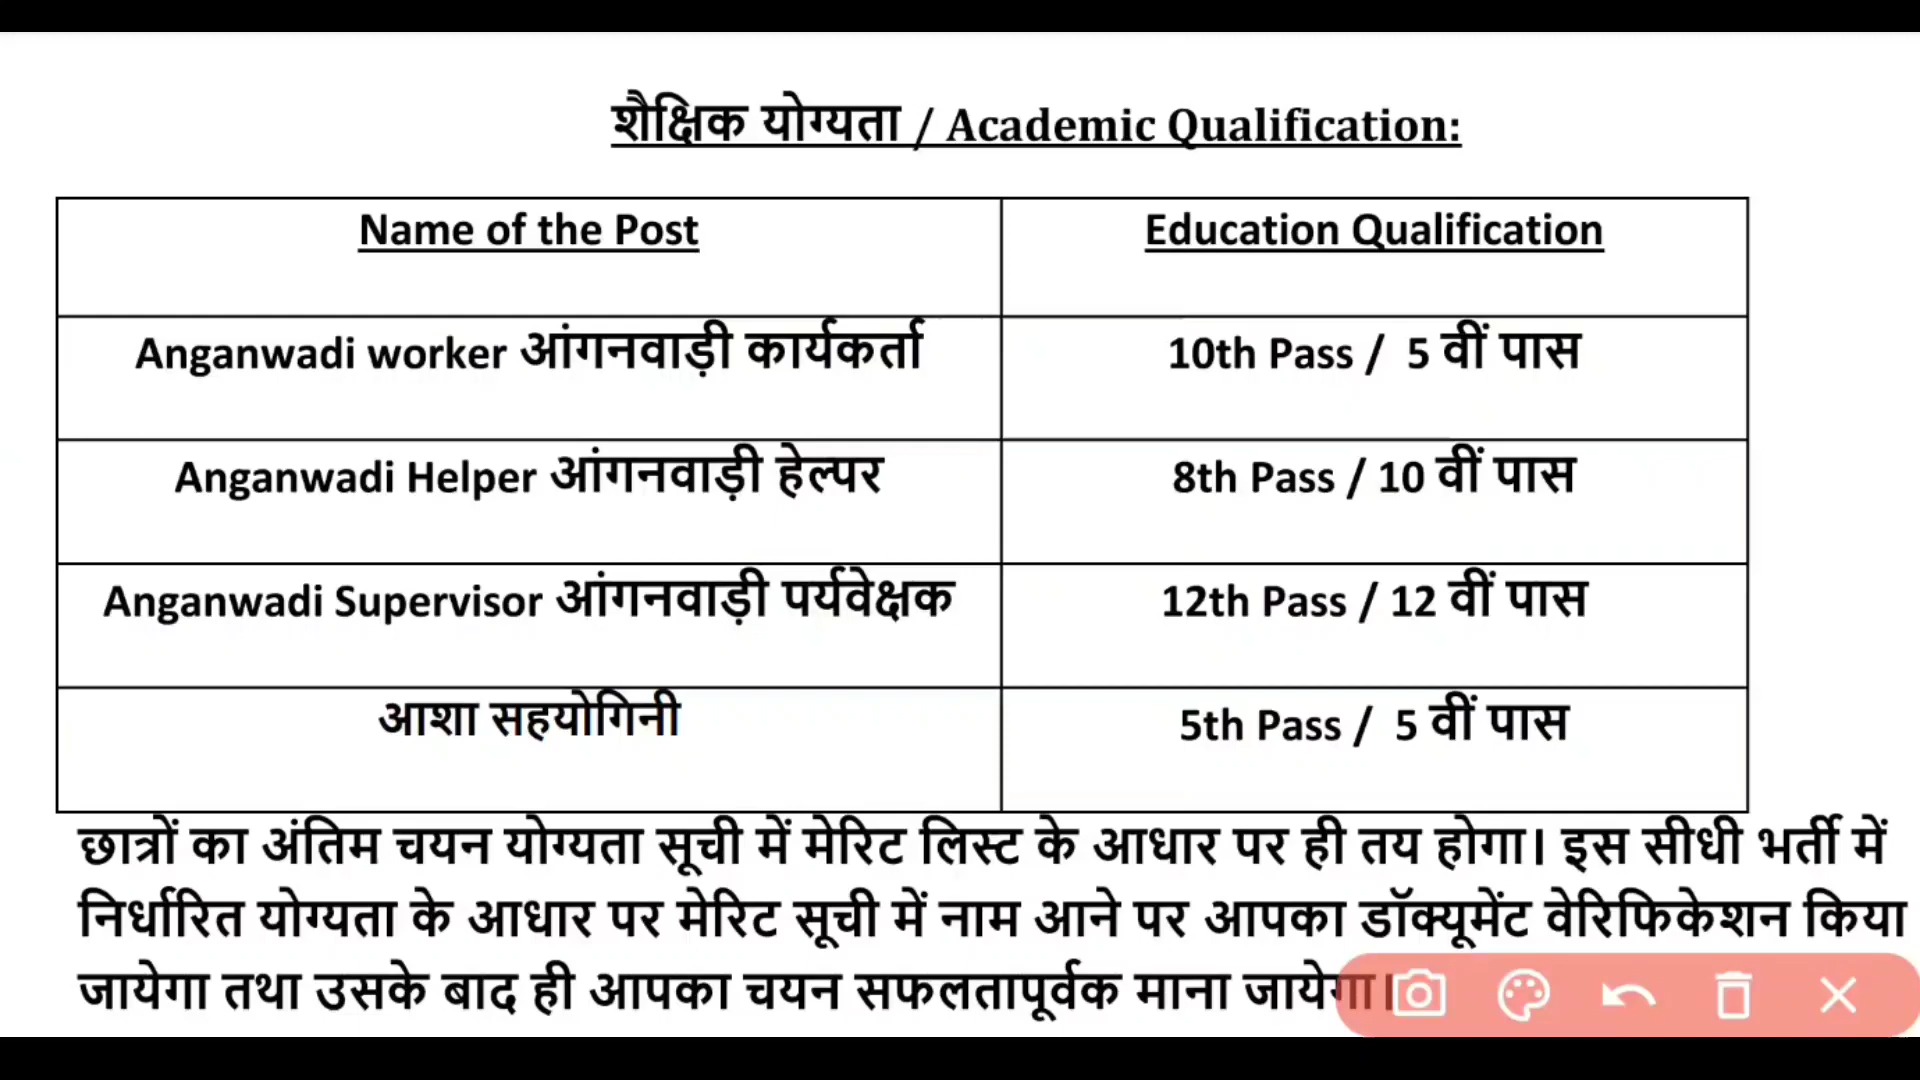 शैक्षिक योग्यता / Academic Qualification:
Name of the Post
Education Qualification
Anganwadi worker आंगनवाड़ी कार्यकर्ता
10th Pass / 5 वीं पास
Anganwadi Helper आंगनवाड़ी हेल्पर
8th Pass / 10 वीं पास
Anganwadi Supervisor आंगनवाड़ी पर्यवेक्षक
12th Pass / 12 वीं पास
आशा सहयोगिनी
5th Pass / 5 वीं पास
छात्रों का अंतिम चयन योग्यता सूची में मेरिट लिस्ट के आधार पर ही तय होगा। इस सीधी भर्ती में
निर्धारित योग्यता के आधार पर मेरिट सूची में नाम आने पर आपका डॉक्यूमेंट वेरिफिकेशन किया
जायेगा तथा उसके बाद ही आपका चयन सफलतापूर्वक माना जायेगा।